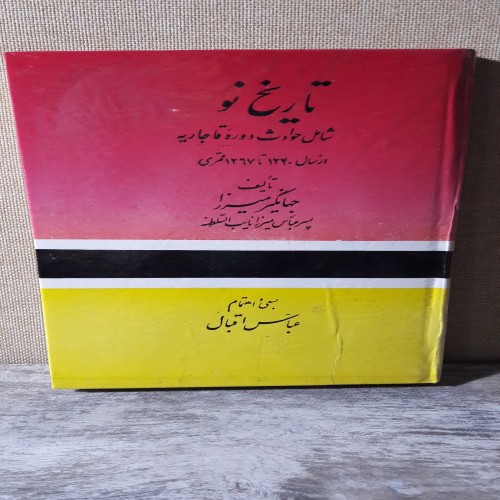 تاریخ نو
شامل حوادث دورهٔ قاجاریه
از سال ۱۲۴۰ تا ۱۲۶۷ قمری
تألیف
جهانگیر میرزا
پسر عباس میرزا نایب السلطنه
بسعی و اهتمام
عباس اقبال